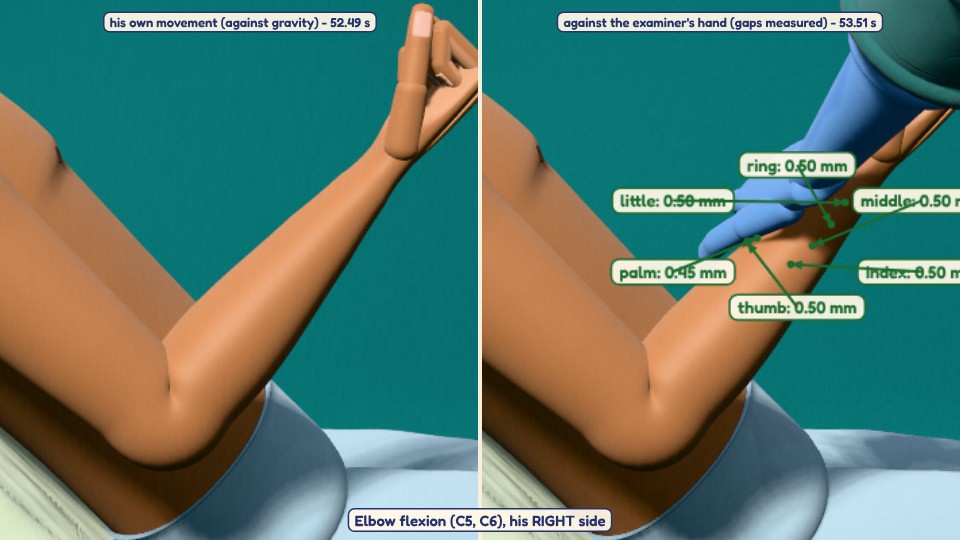 his own movement (against gravity) - 52.49 s
against the examiner's hand (gaps measured) - 53.51 s
ring: 0.50 mm
little: 0.50 mm
middle: 0.50 m
palm: 0.45 mm
index: 0.50 m
thumb: 0.50 mm
Elbow flexion (C5, C6), his RIGHT side